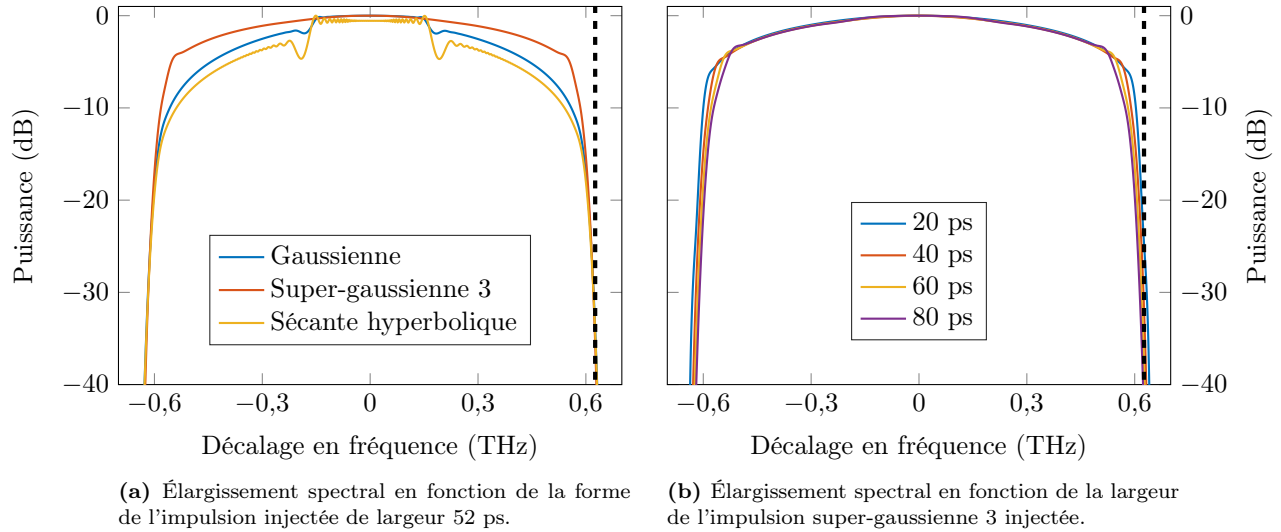 0
−10
−20
−30
−40
Puissance (dB)
Gaussienne
Super-gaussienne 3
Sécante hyperbolique
−0,6
−0,3
0
0,3
0,6
Décalage en fréquence (THz)
(a) Élargissement spectral en fonction de la forme
de l'impulsion injectée de largeur 52 ps.
20 ps
40 ps
60 ps
80 ps
0
−10
−20
−30
−40
Puissance (dB)
−0,6
−0,3
0
0,3
0,6
Décalage en fréquence (THz)
(b) Élargissement spectral en fonction de la largeur
de l'impulsion super-gaussienne 3 injectée.